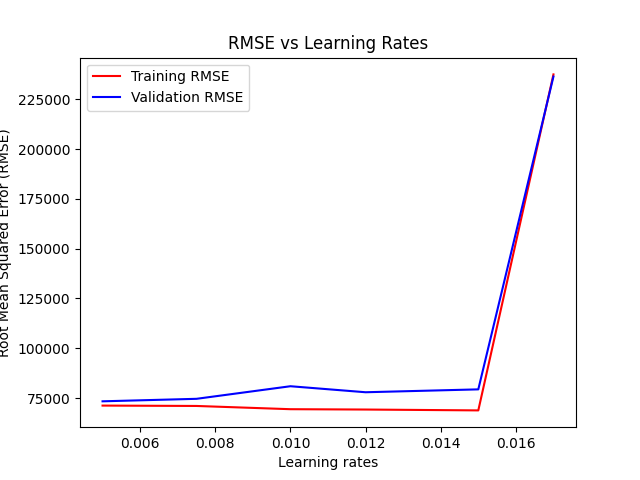 RMSE vs Learning Rates
Training RMSE
Validation RMSE
Root Mean Squared Error (RMSE)
225000
200000
175000
150000
125000
100000
75000
0.006 0.008 0.010 0.012 0.014 0.016
Learning rates